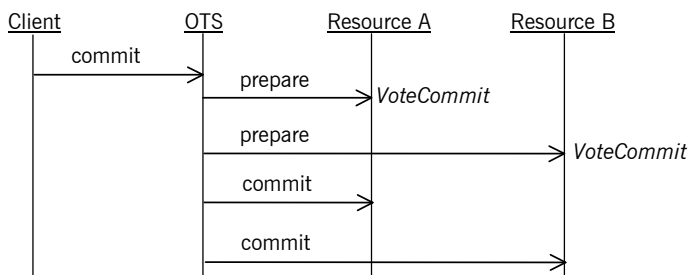 Client OTS Resource A Resource B
commit
prepare VoteCommit
prepare VoteCommit
commit
commit